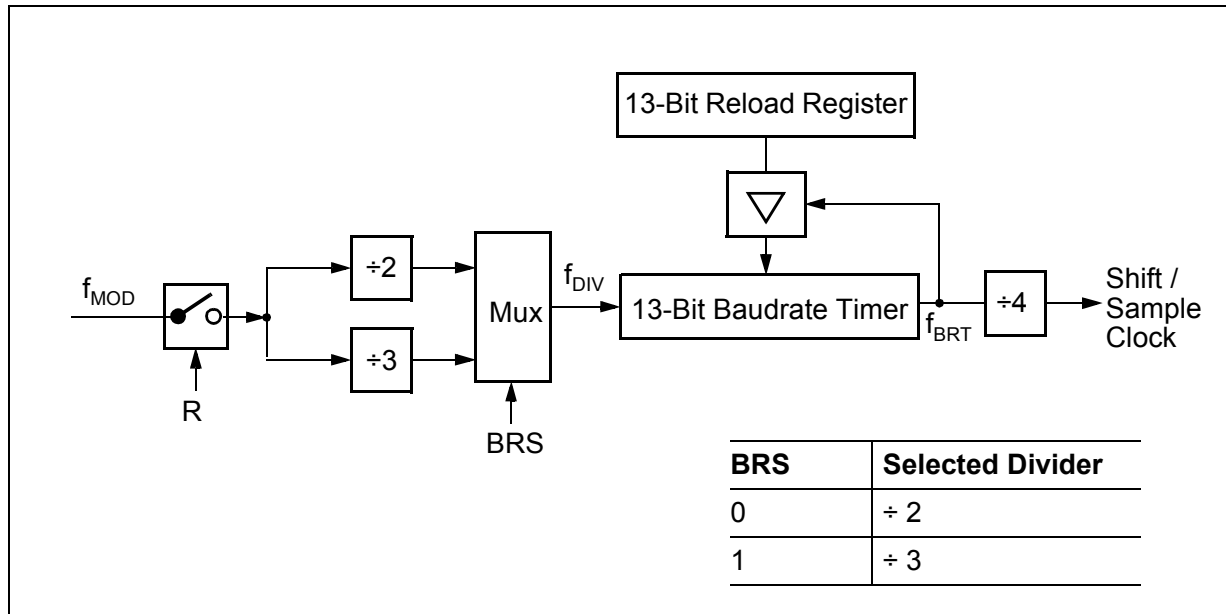 13-Bit Reload Register
f_MOD
R
÷2
÷3
Mux
BRS
f_DIV
13-Bit Baudrate Timer
f_BRT
÷4
Shift /
Sample
Clock
BRS Selected Divider
0 ÷ 2
1 ÷ 3